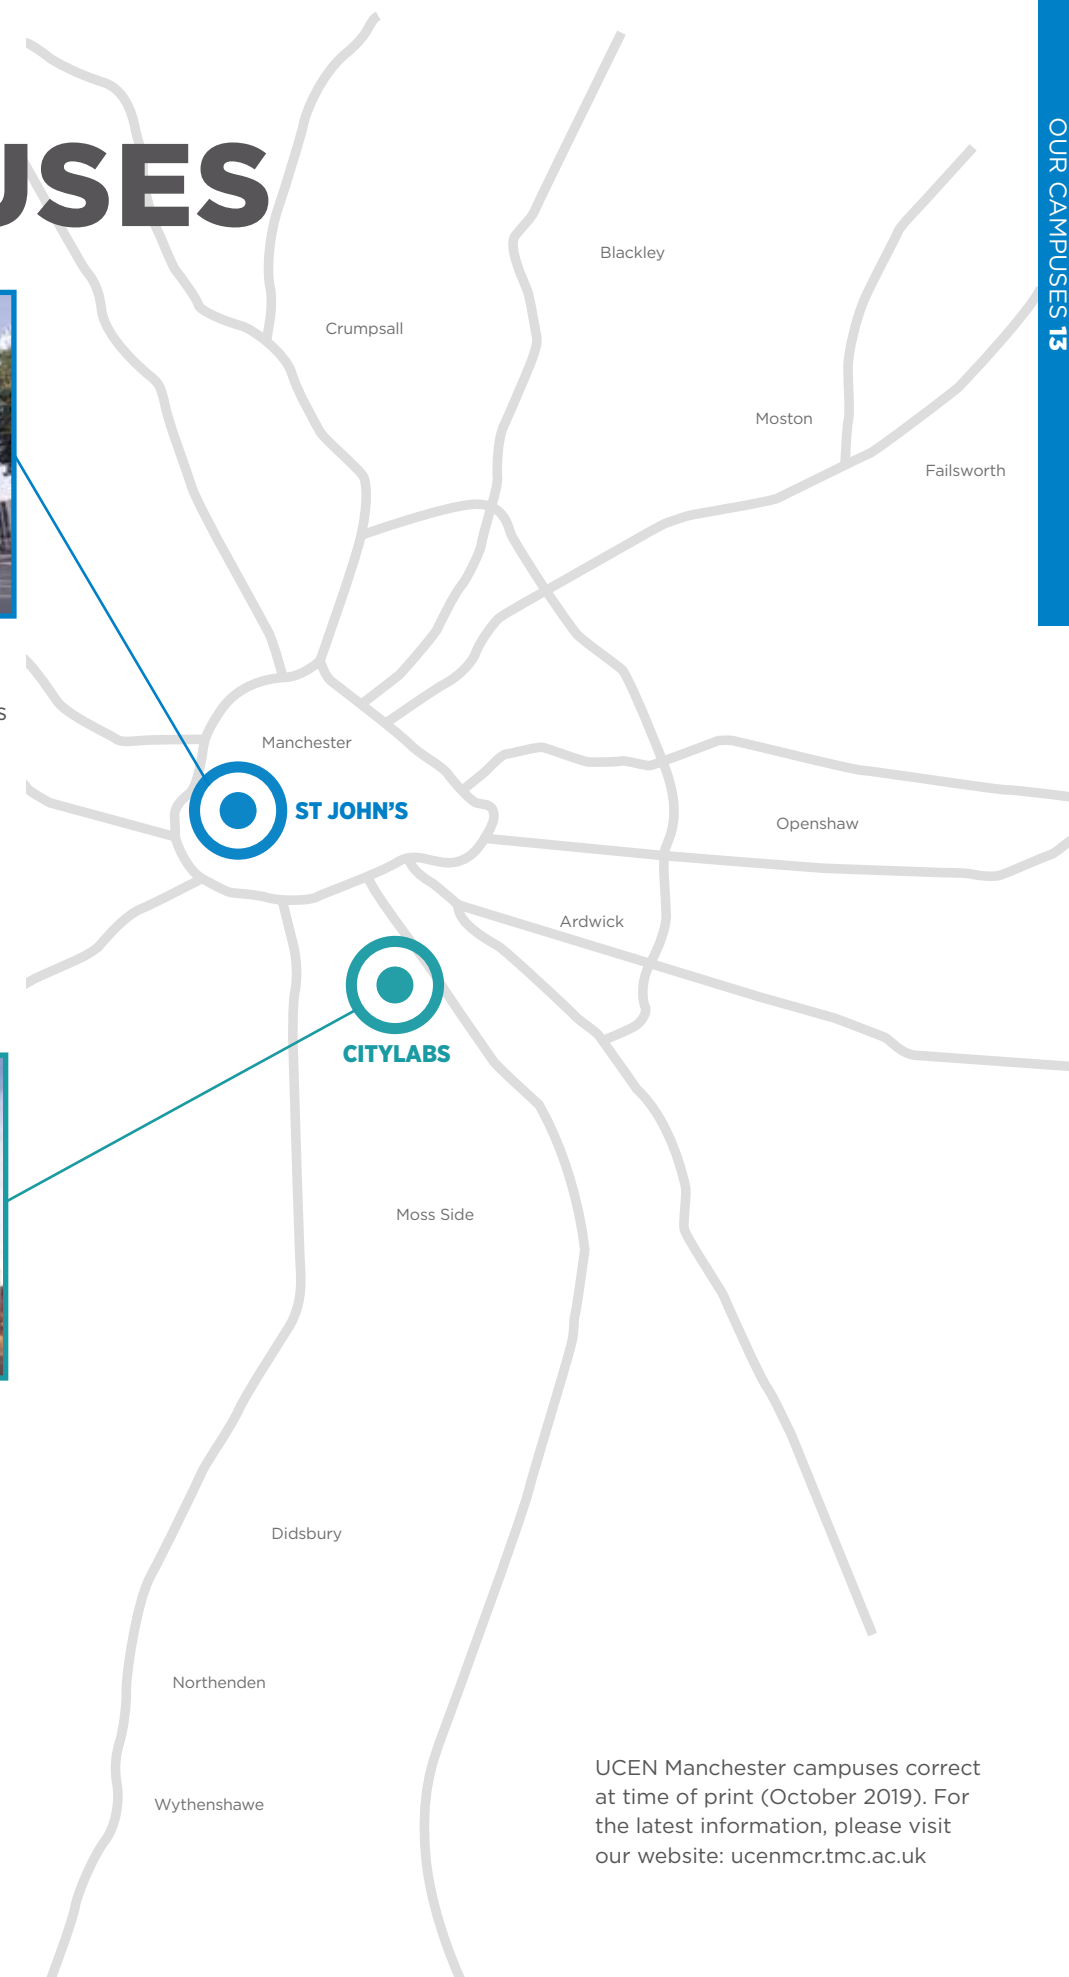 USES
OUR CAMPUSES 13
Blackley
Crumpsall
Moston
Failsworth
s
Manchester
ST JOHN'S
Openshaw
Ardwick
CITYLABS
Moss Side
Didsbury
Northenden
Wythenshawe
UCEN Manchester campuses correct
at time of print (October 2019). For
the latest information, please visit
our website: ucenmcr.tmc.ac.uk